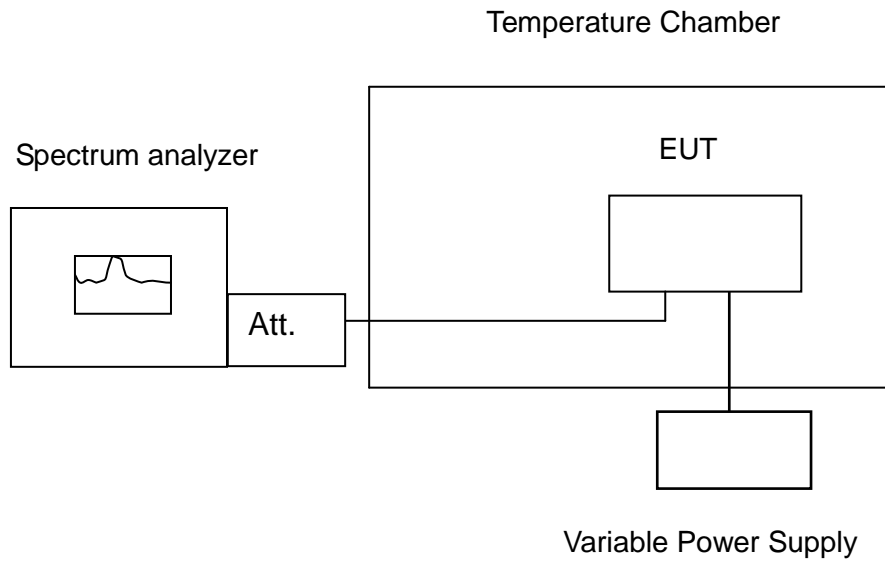 Temperature Chamber
Spectrum analyzer
EUT
Att.
Variable Power Supply